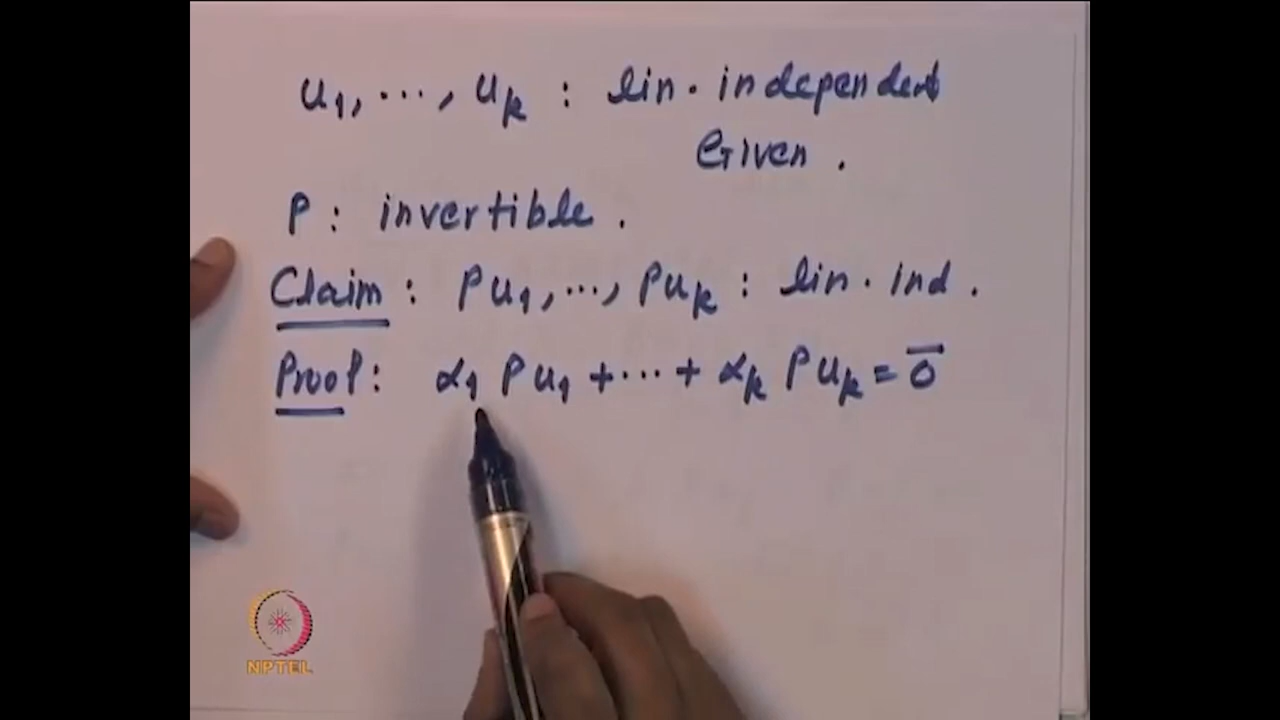 u₁, ..., uₖ : lin. independent
Given.
P : invertible.
Claim : Pu₁, ..., Puₖ : lin. ind.
Proof : α₁ Pu₁ + ... + αₖ Puₖ = 0̅
NPTEL